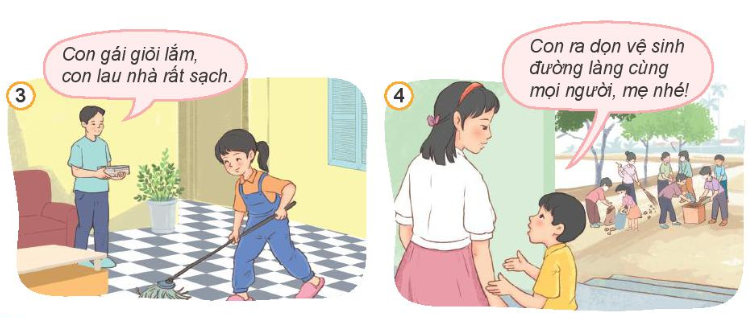 3
Con gái giỏi lắm,
con lau nhà rất sạch.
4
Con ra dọn vệ sinh
đường làng cùng
mọi người, mẹ nhé!